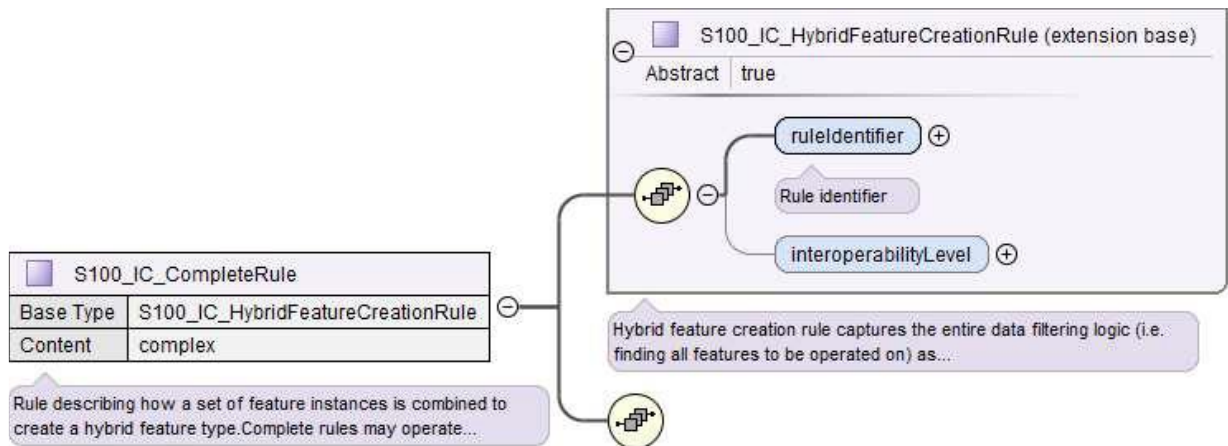 S100_IC_HybridFeatureCreationRule (extension base)
Abstract true
ruleIdentifier
Rule identifier
interoperabilityLevel
Hybrid feature creation rule captures the entire data filtering logic (i.e.
finding all features to be operated on) as...
S100_IC_CompleteRule
Base Type S100_IC_HybridFeatureCreationRule
Content complex
Rule describing how a set of feature instances is combined to
create a hybrid feature type.Complete rules may operate...